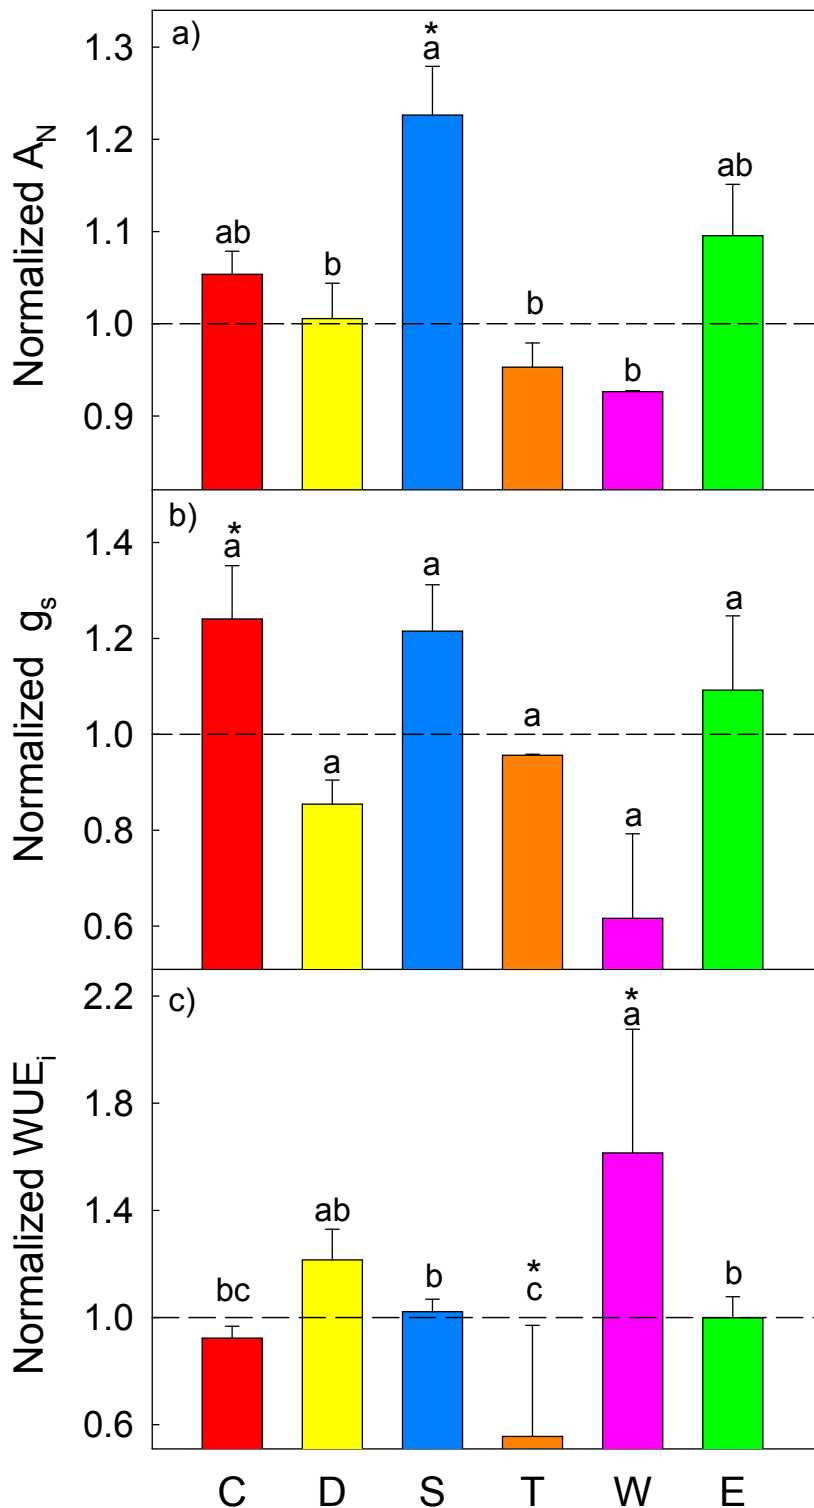 a)
Normalized A_N
1.3
1.2
1.1
1.0
0.9
ab
b
*
a
b
b
ab
b)
Normalized g_s
1.4
1.2
1.0
0.8
0.6
*
a
a
a
a
a
a
c)
Normalized WUE_i
2.2
1.8
1.4
1.0
0.6
bc
ab
b
*
c
*
a
b
C D S T W E